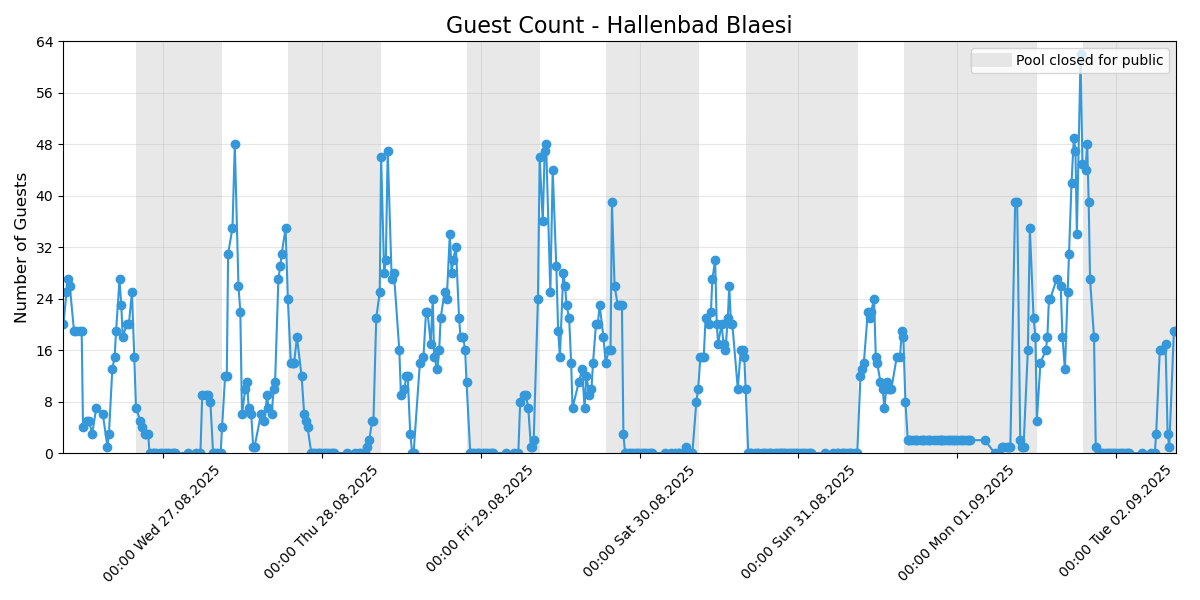 Guest Count - Hallenbad Blaesi
Pool closed for public
Number of Guests
64
56
48
40
32
24
16
8
0
00:00 Wed 27.08.2025
00:00 Thu 28.08.2025
00:00 Fri 29.08.2025
00:00 Sat 30.08.2025
00:00 Sun 31.08.2025
00:00 Mon 01.09.2025
00:00 Tue 02.09.2025